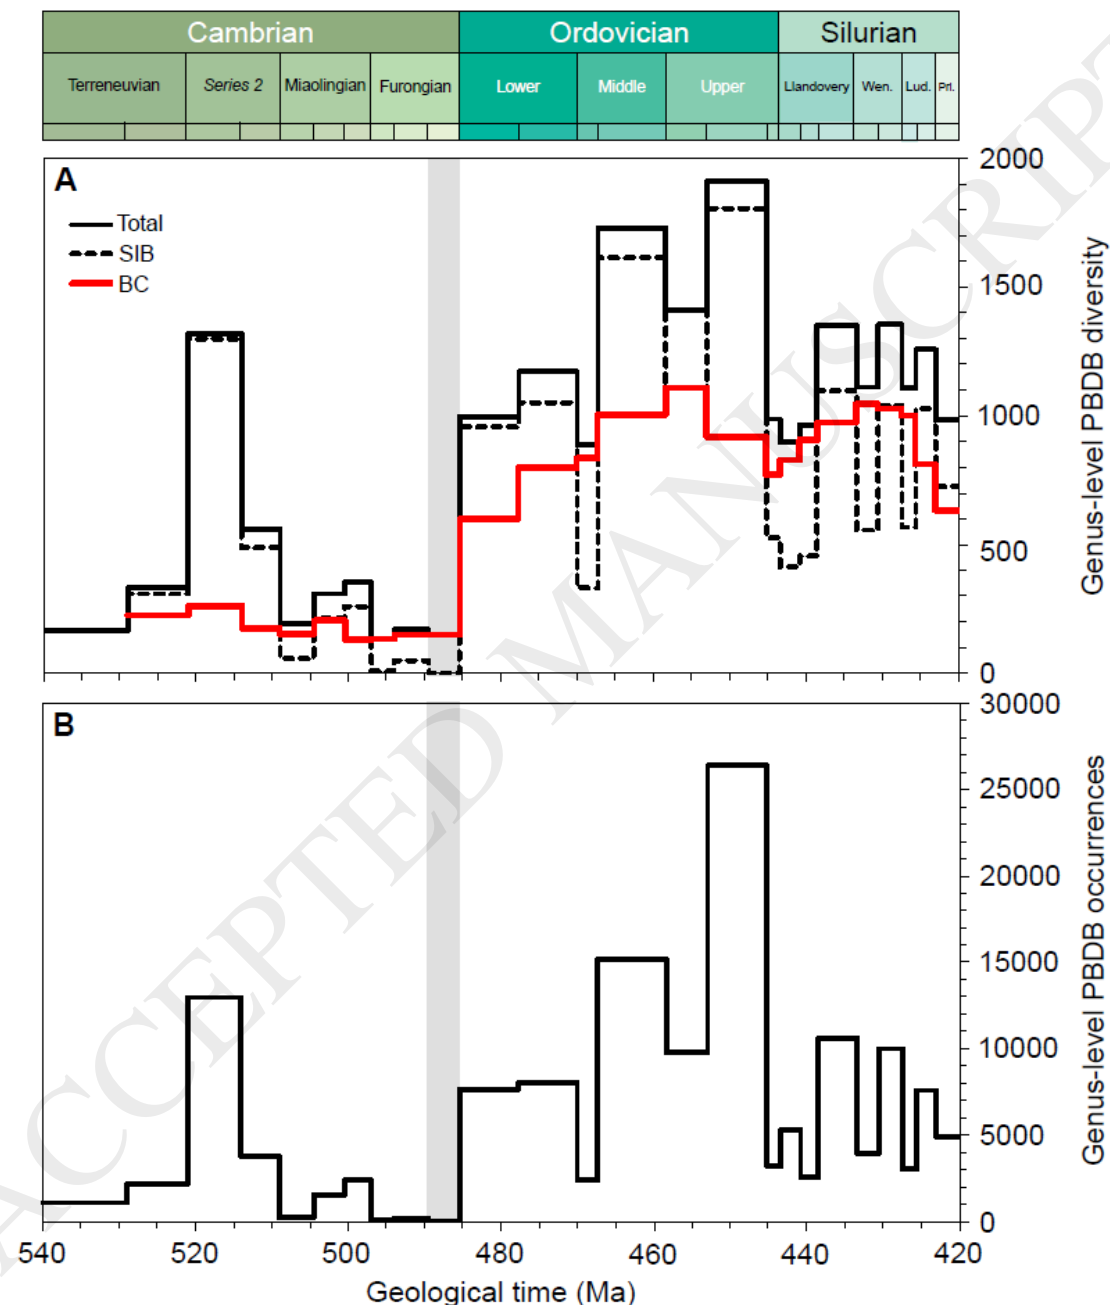 Cambrian Ordovician Silurian
Terreneuvian Series 2 Miaolingian Furongian Lower Middle Upper Llandovery Wen. Lud. Prl.
A
Total
SIB
BC
2000
1500
1000
500
0
Genus-level PBDB diversity
B
30000
25000
20000
15000
10000
5000
0
Genus-level PBDB occurrences
540 520 500 480 460 440 420
Geological time (Ma)
ACCEPTED MANUSCRIPT